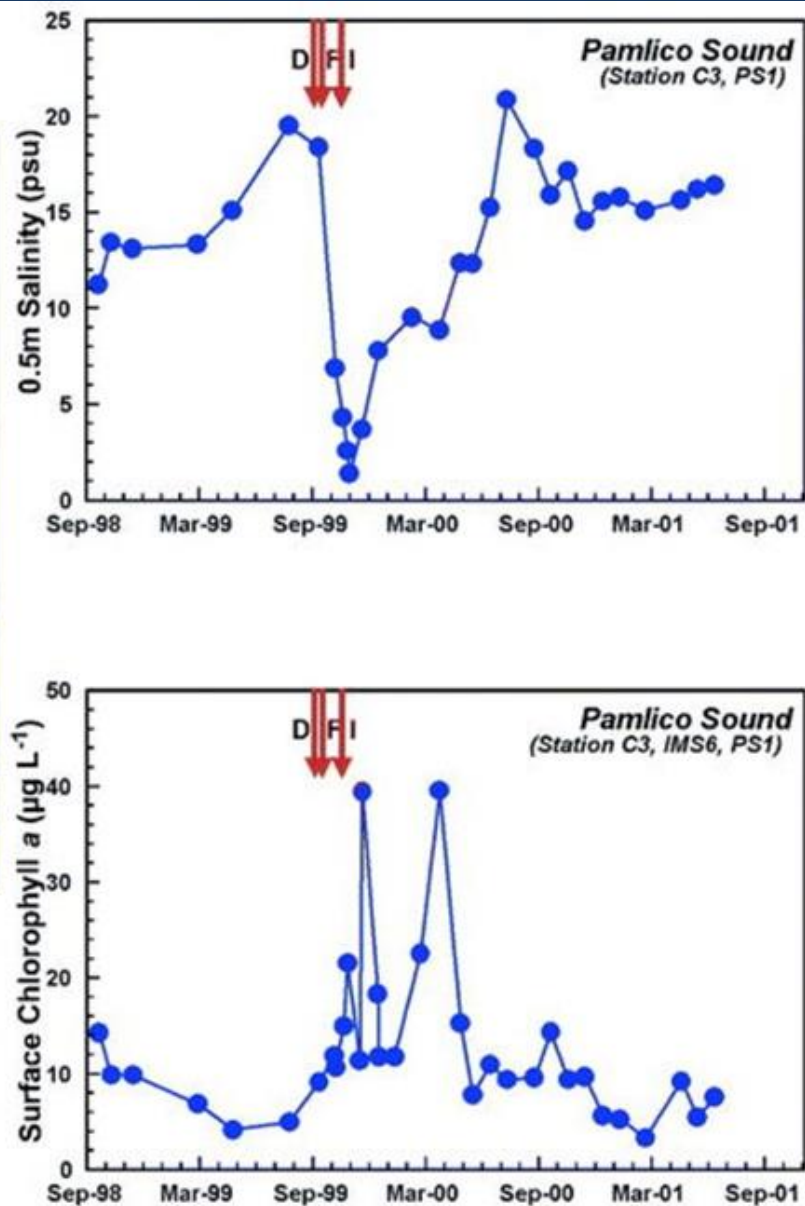 25
20
15
10
5
0
0.5m Salinity (psu)
D F I
Pamlico Sound
(Station C3, PS1)
Sep-98 Mar-99 Sep-99 Mar-00 Sep-00 Mar-01 Sep-01
50
40
30
20
10
0
Surface Chlorophyll a (µg L-1)
D F I
Pamlico Sound
(Station C3, IMS6, PS1)
Sep-98 Mar-99 Sep-99 Mar-00 Sep-00 Mar-01 Sep-01